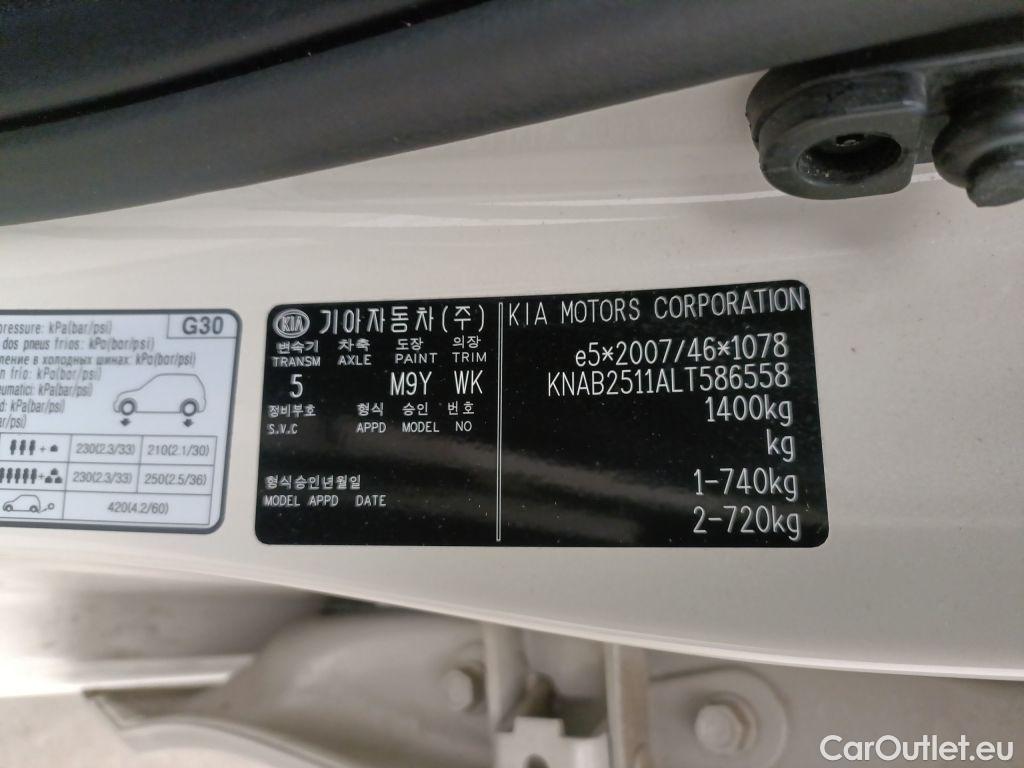 pressure: kPa(bar/psi)
G30
dos pneus frios: kPa(bar/psi)
ление в холодных шинах: kPa(bar/psi)
n frio: kPa(bar/psi)
eumatici: kPa(bar/psi)
d: kPa(bar/psi)
ar/psi)
+
230(2.3/33) 210(2.1/30)
+
230(2.3/33) 250(2.5/36)
420(4.2/60)
KIA 기아자동차(주)
변속기 차축 도장 의장
TRANSM AXLE PAINT TRIM
5 M9Y WK
정비부호 형식 승인 번호
S.V.C APPD MODEL NO
형식승인년월일
MODEL APPD DATE
KIA MOTORS CORPORATION
e5*2007/46*1078
KNAB2511ALT586558
1400kg
kg
1-740kg
2-720kg
CarOutlet.eu